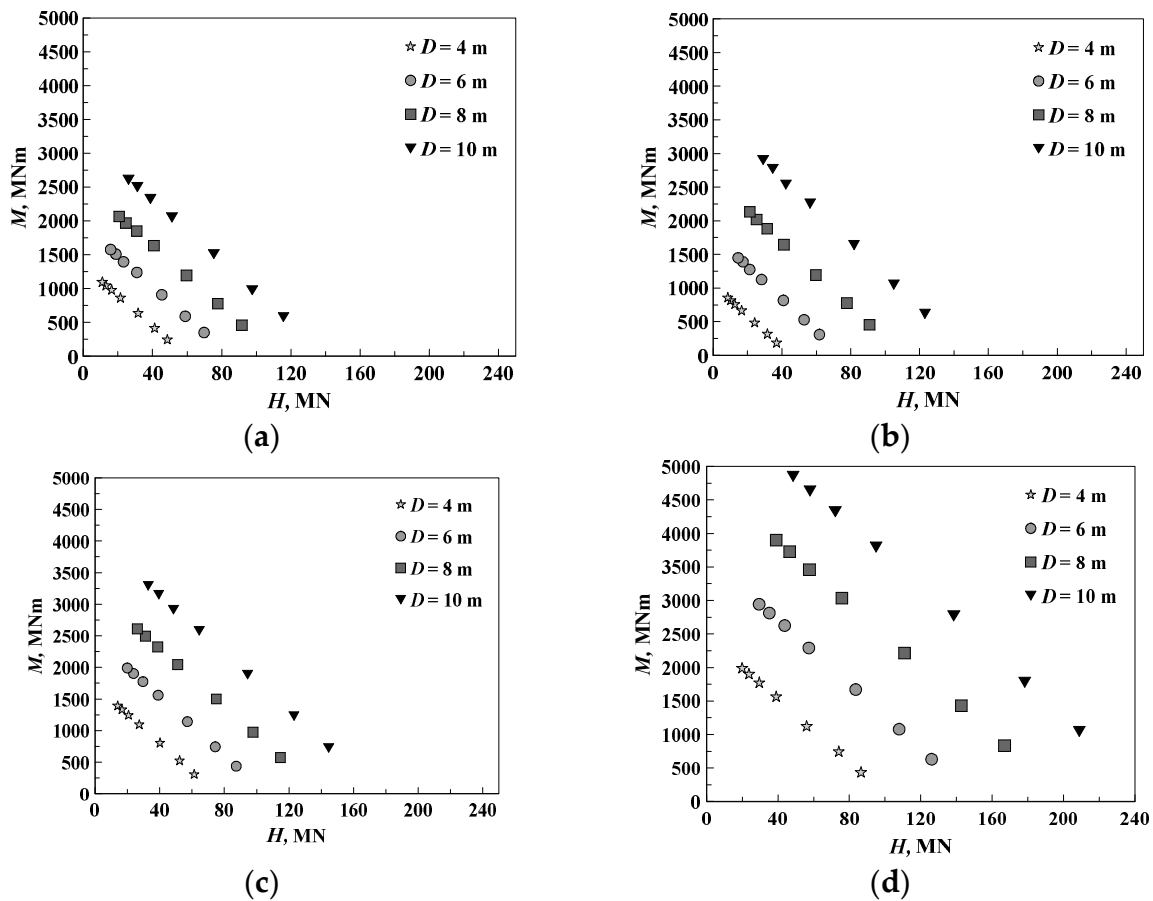 5000
4500
4000
3500
3000
2500
2000
1500
1000
500
0
M, MNm
D = 4 m
D = 6 m
D = 8 m
D = 10 m
0 40 80 120 160 200 240
H, MN
(a)
5000
4500
4000
3500
3000
2500
2000
1500
1000
500
0
M, MNm
D = 4 m
D = 6 m
D = 8 m
D = 10 m
0 40 80 120 160 200 240
H, MN
(b)
5000
4500
4000
3500
3000
2500
2000
1500
1000
500
0
M, MNm
D = 4 m
D = 6 m
D = 8 m
D = 10 m
0 40 80 120 160 200 240
H, MN
(c)
5000
4500
4000
3500
3000
2500
2000
1500
1000
500
0
M, MNm
D = 4 m
D = 6 m
D = 8 m
D = 10 m
0 40 80 120 160 200 240
H, MN
(d)